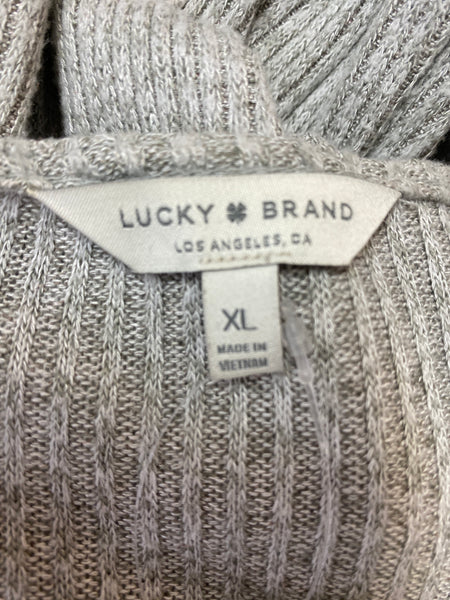 LUCKY BRAND
LOS ANGELES, CA
XL
MADE IN
VIETNAM